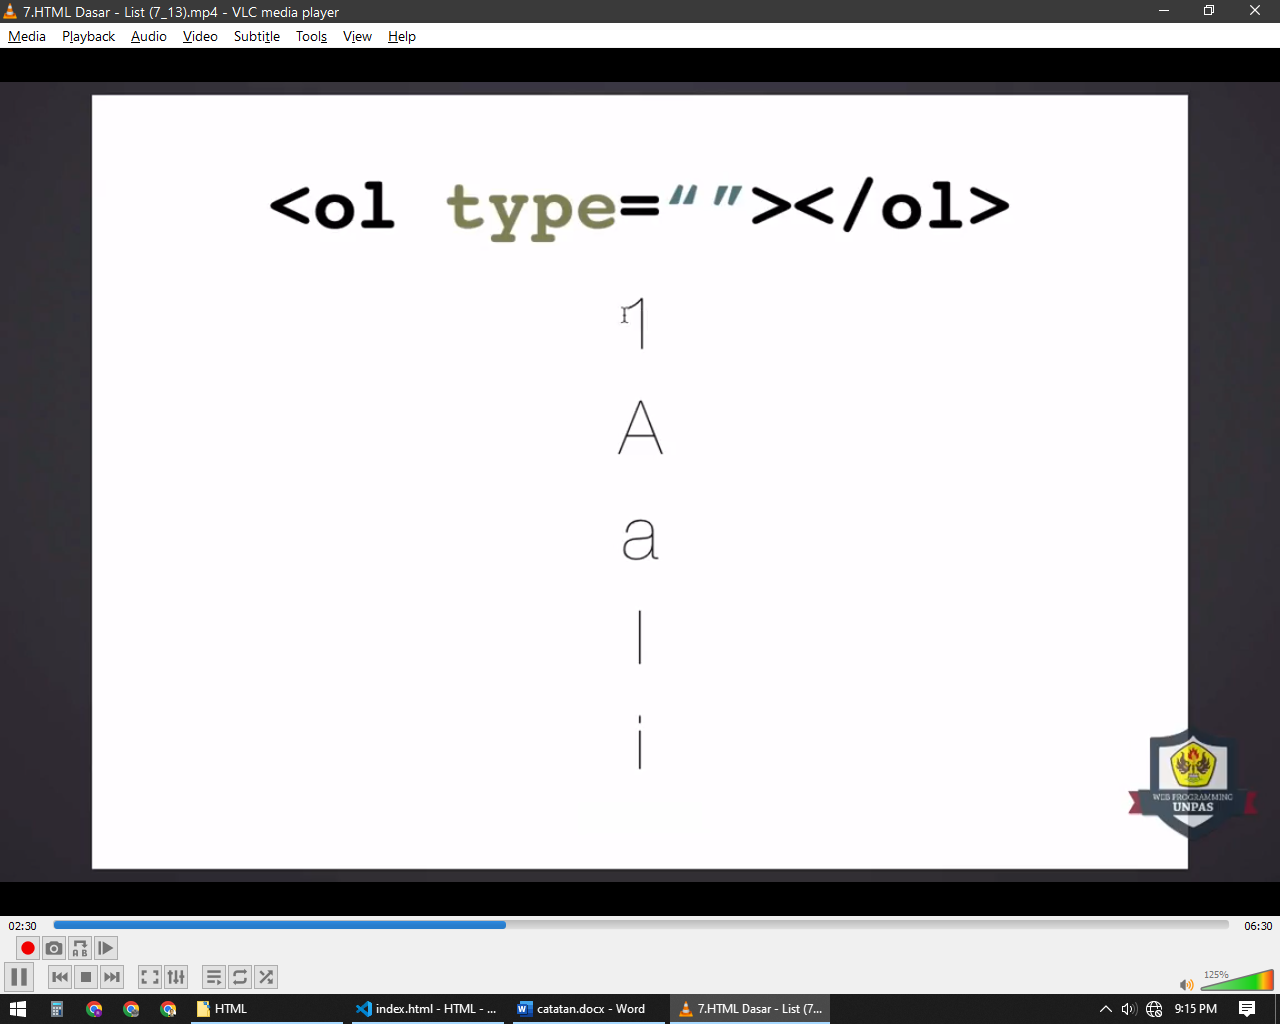 7.HTML Dasar - List (7_13).mp4 - VLC media player
Media Playback Audio Video Subtitle Tools View Help
<ol type=“”></ol>
1
A
a
I
i
WEB PROGRAMMING
UNPAS
02:30
06:30
A B
125%
HTML
index.html - HTML - ...
catatan.docx - Word
7.HTML Dasar - List (7...
9:15 PM